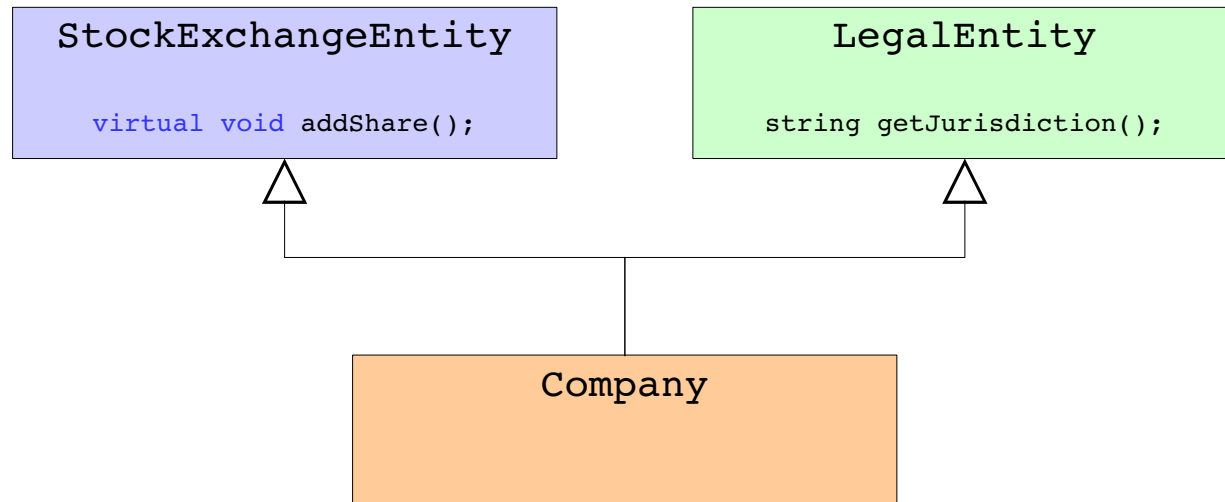 StockExchangeEntity
virtual void addShare();
LegalEntity
string getJurisdiction();
Company